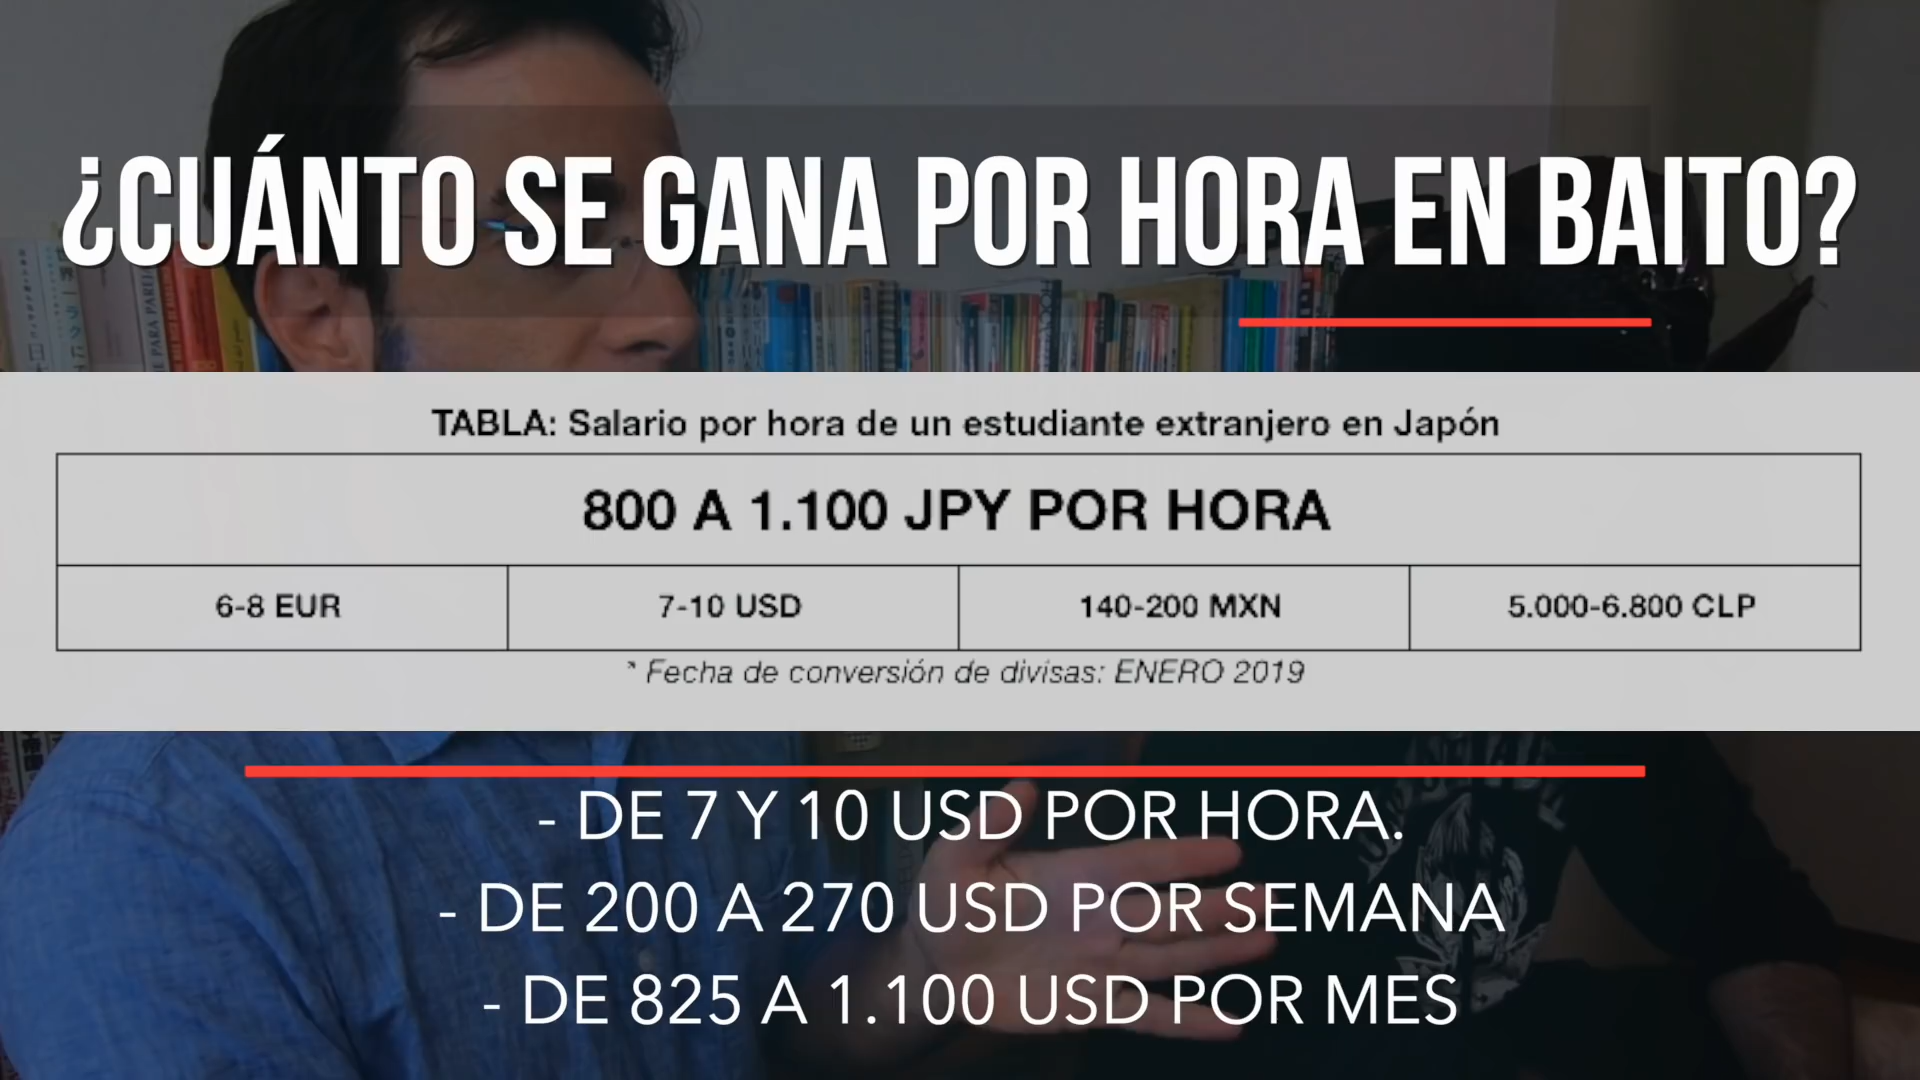 ¿CUÁNTO SE GANA POR HORA EN BAITO?
PARA PARE
TABLA: Salario por hora de un estudiante extranjero en Japón
800 A 1.100 JPY POR HORA
6-8 EUR
7-10 USD
140-200 MXN
5.000-6.800 CLP
* Fecha de conversión de divisas: ENERO 2019
- DE 7 Y 10 USD POR HORA.
- DE 200 A 270 USD POR SEMANA
- DE 825 A 1.100 USD POR MES